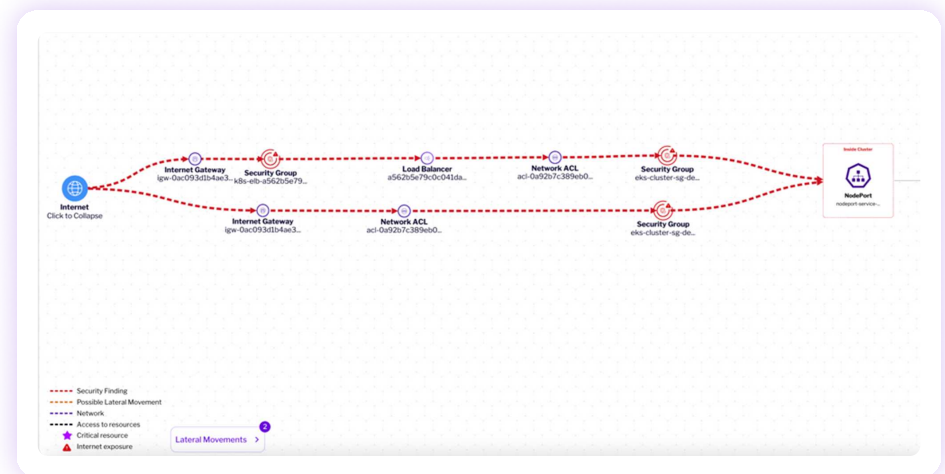 Internet
Click to Collapse
Internet Gateway
igw-0ac093d1b4ae3...
Security Group
k8s-elb-a562b5e79...
Load Balancer
a562b5e79c0c041da...
Network ACL
acl-0a92b7c389eb0...
Security Group
eks-cluster-sg-de...
Internet Gateway
igw-0ac093d1b4ae3...
Network ACL
acl-0a92b7c389eb0...
Security Group
eks-cluster-sg-de...
Inside Cluster
NodePort
nodeport-service-...
Security Finding
Possible Lateral Movement
Network
Access to resources
Critical resource
Internet exposure
Lateral Movements >
2